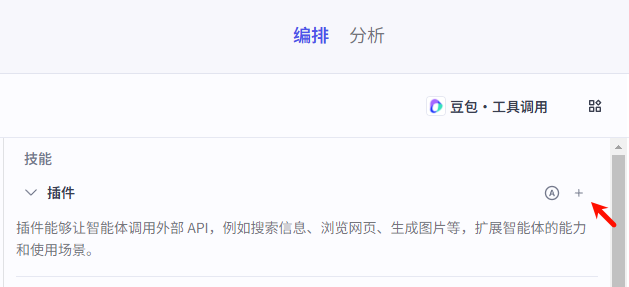 编排 分析
豆包·工具调用
技能
插件
插件能够让智能体调用外部 API，例如搜索信息、浏览网页、生成图片等，扩展智能体的能力
和使用场景。